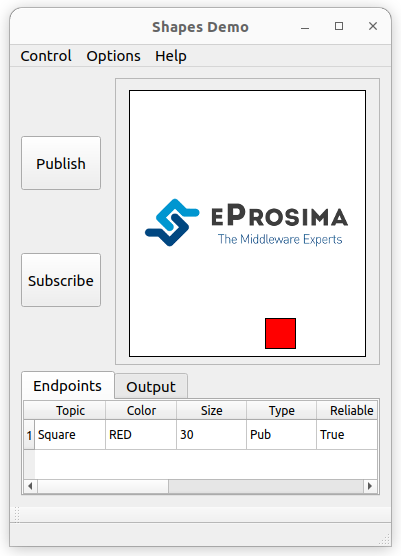 Shapes Demo
Control Options Help
Publish
EPROSIMA
The Middleware Experts
Subscribe
Endpoints Output
Topic Color Size Type Reliable
1 Square RED 30 Pub True